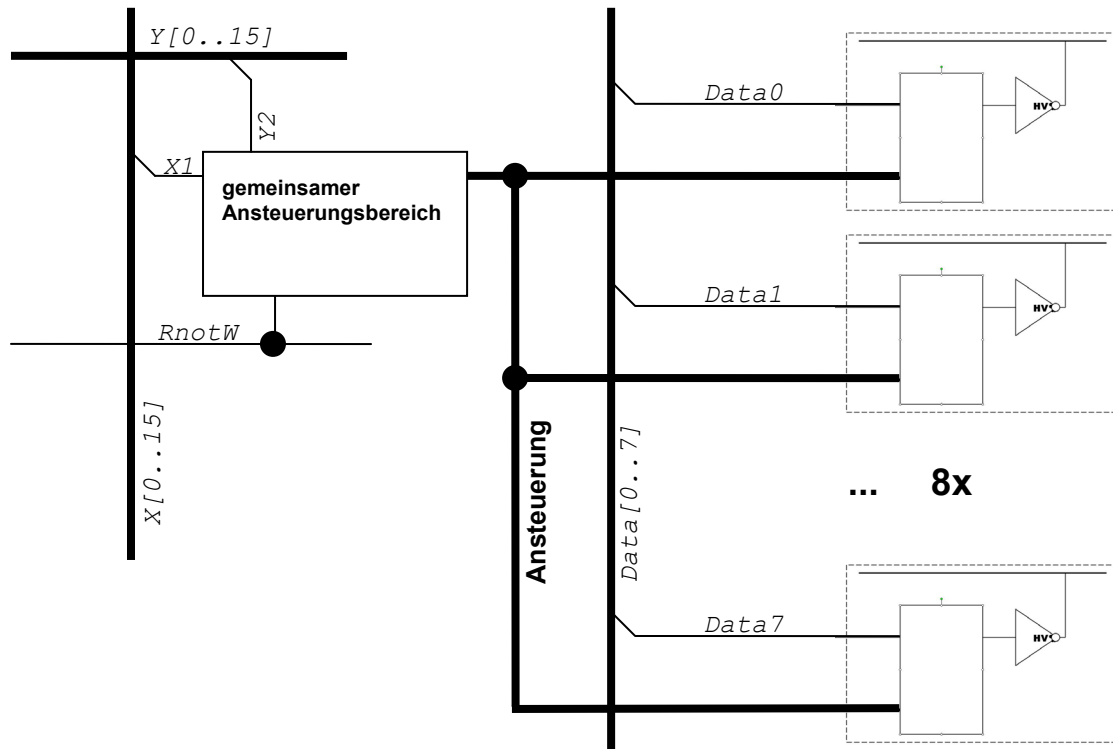 Y[0..15]
Y2
X1
gemeinsamer
Ansteuerungsbereich
RnotW
X[0..15]
Ansteuerung
Data[0..7]
Data0
HV
Data1
HV
... 8x
Data7
HV